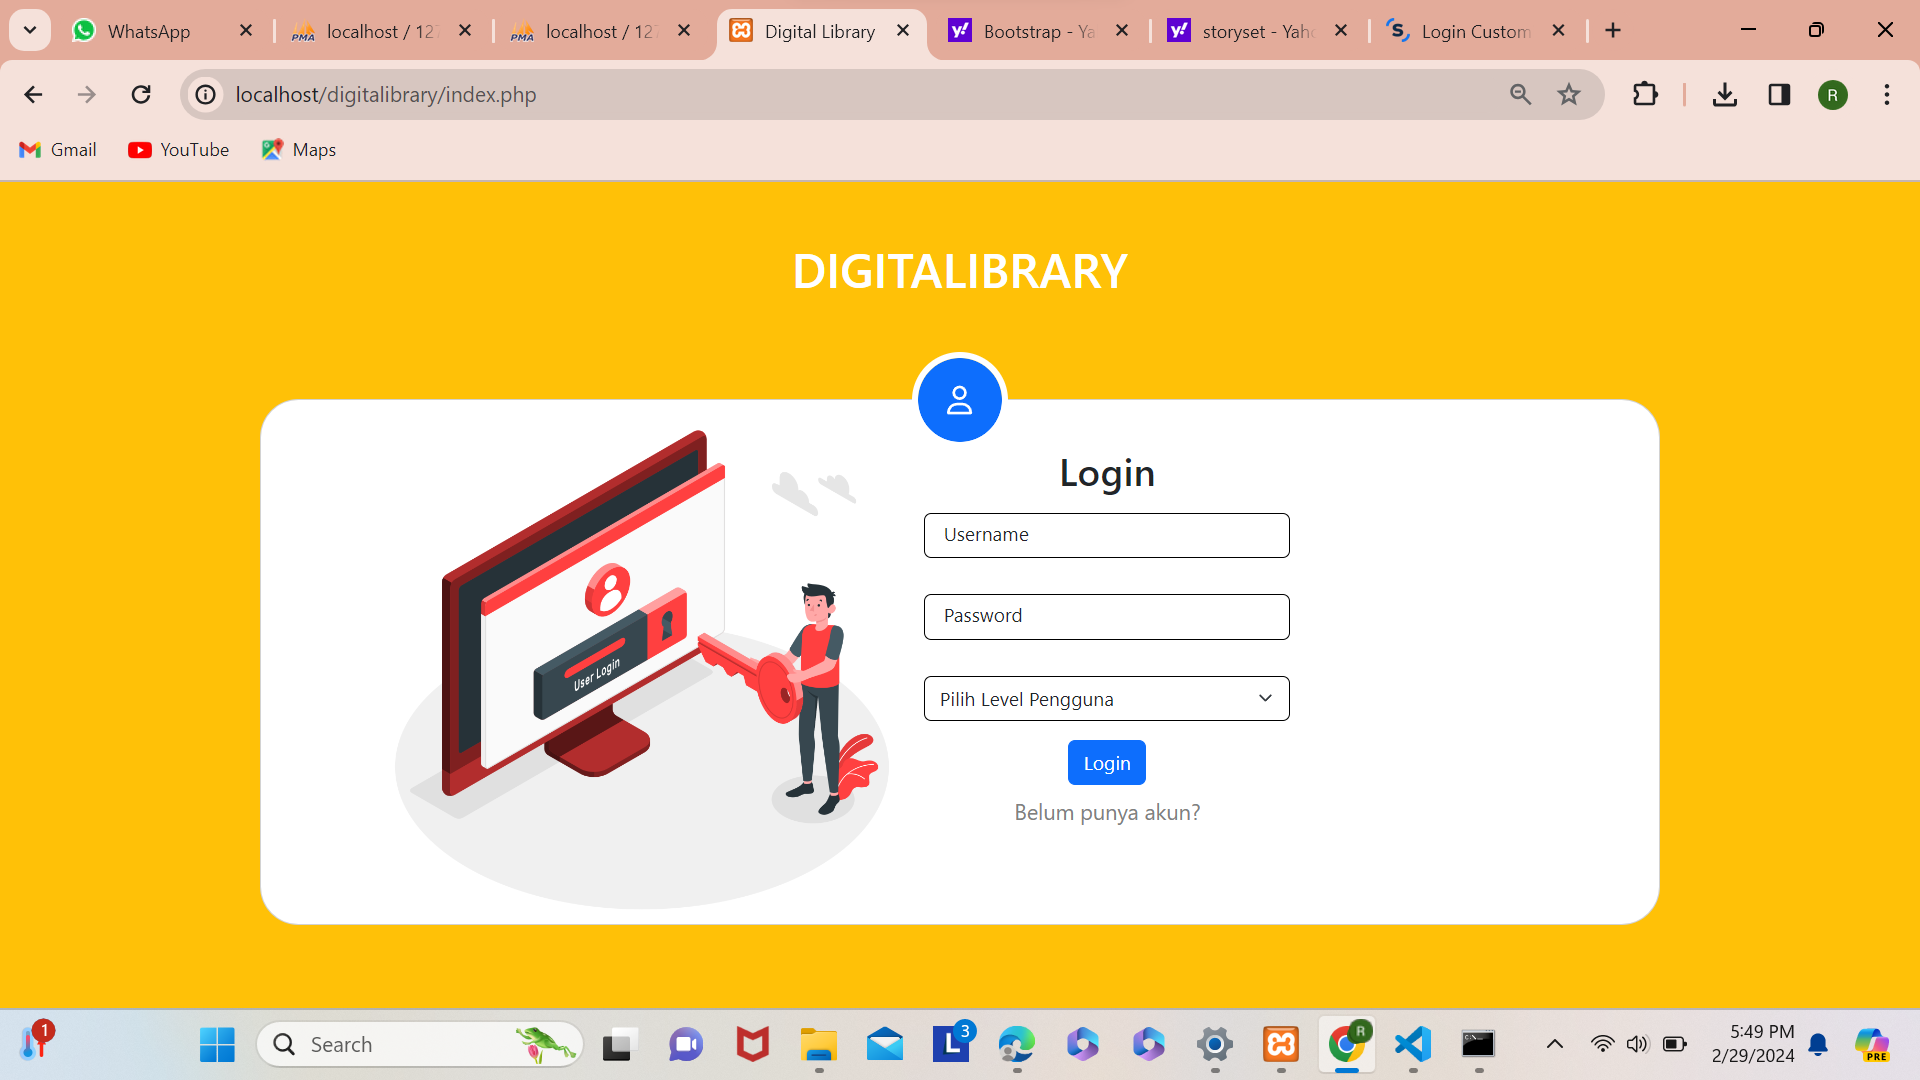 WhatsApp
localhost / 127
localhost / 127
Digital Library
Bootstrap - Ya
storyset - Yaho
Login Custom
localhost/digitalibrary/index.php
R
Gmail
YouTube
Maps
DIGITALIBRARY
Login
Username
Password
Pilih Level Pengguna
Login
Belum punya akun?
User Login
1
Search
L
3
R
5:49 PM
2/29/2024
PRE